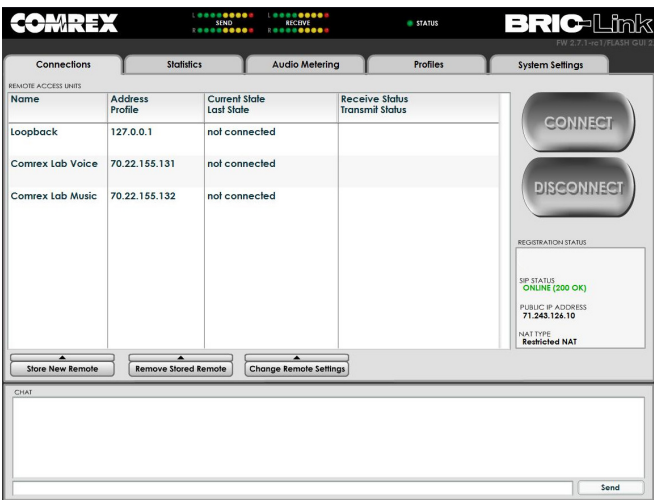 COMREX
L
SEND
R
L
RECEIVE
R
STATUS
BRIC-Link
FW 2.7.1-rc1/FLASH GUI 2
Connections
Statistics
Audio Metering
Profiles
System Settings
REMOTE ACCESS UNITS
Name
Address
Profile
Current State
Last State
Receive Status
Transmit Status
Loopback 127.0.0.1 not connected
Comrex Lab Voice 70.22.155.131 not connected
Comrex Lab Music 70.22.155.132 not connected
CONNECT
DISCONNECT
REGISTRATION STATUS
SIP STATUS
ONLINE (200 OK)
PUBLIC IP ADDRESS
71.243.126.10
NAT TYPE
Restricted NAT
Store New Remote
Remove Stored Remote
Change Remote Settings
CHAT
Send